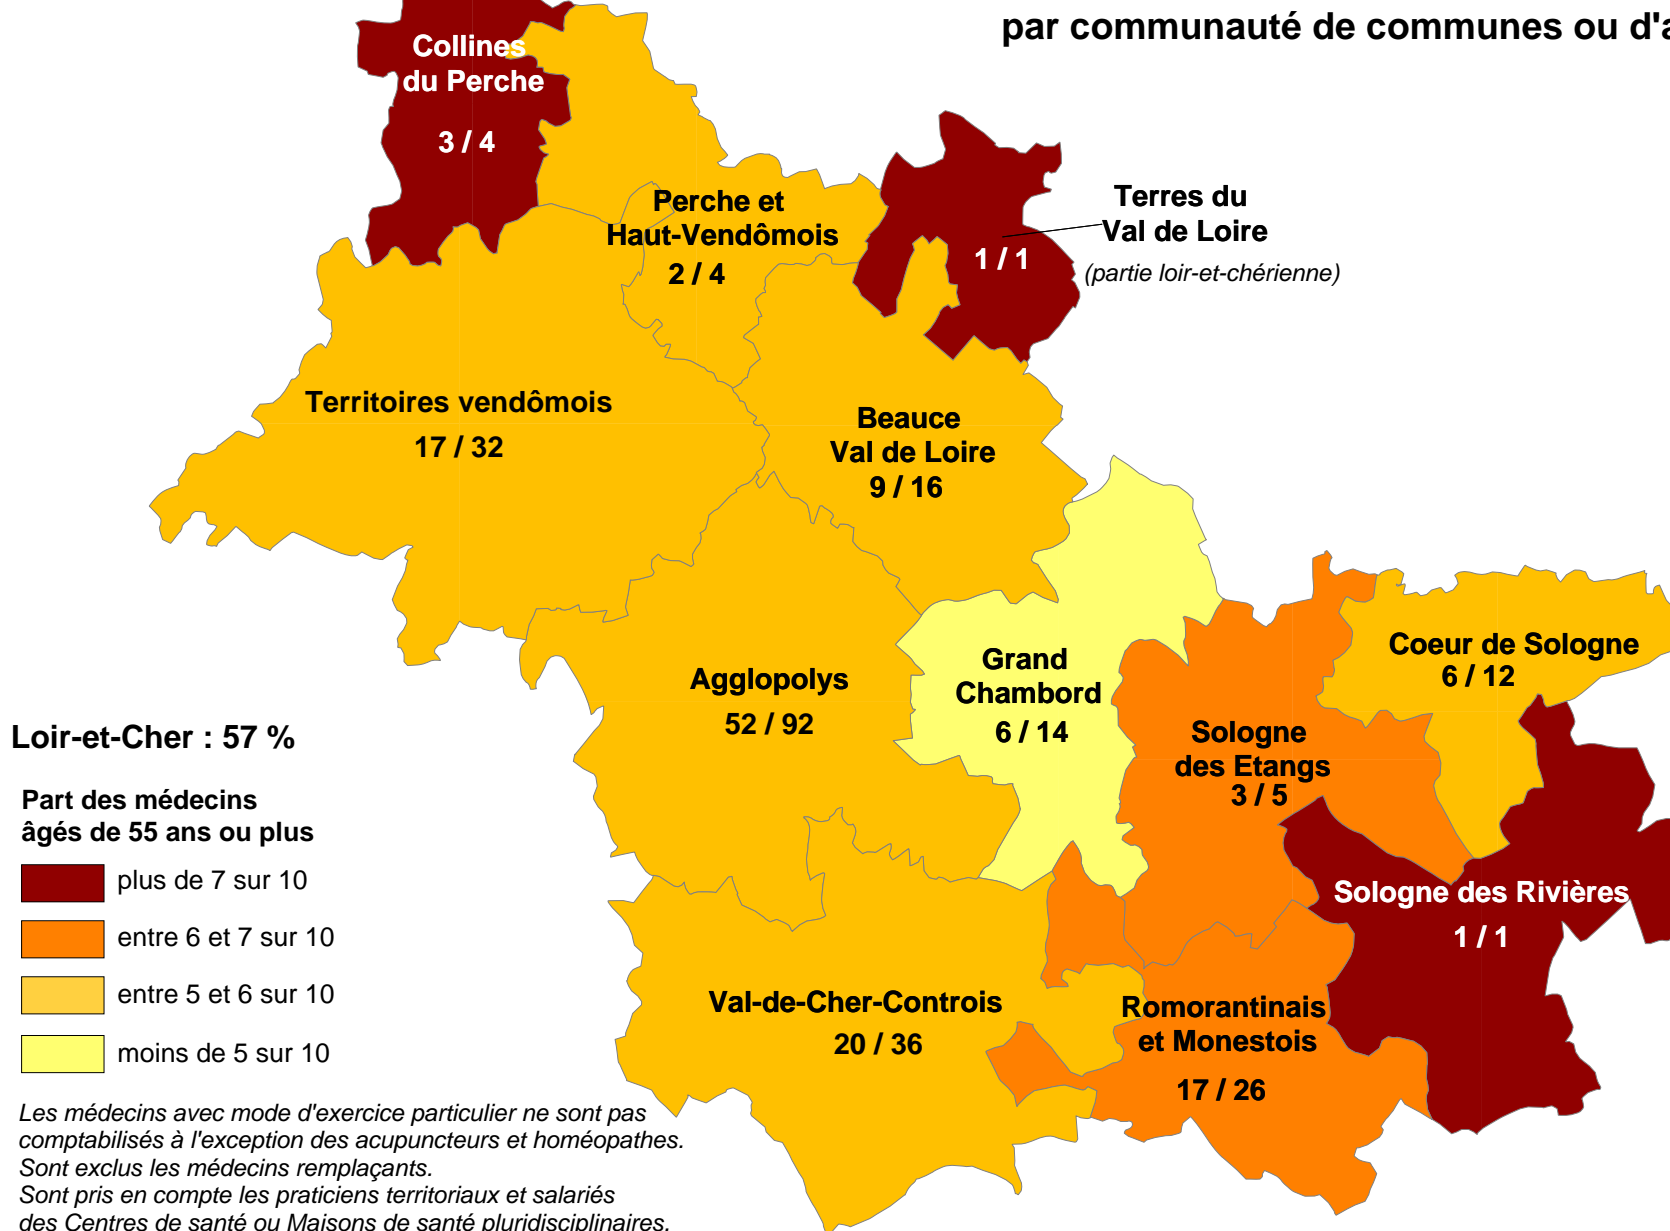 par communauté de communes ou d'a
Collines
du Perche
3 / 4
Perche et
Haut-Vendômois
2 / 4
Terres du
Val de Loire
(partie loir-et-chérienne)
1 / 1
Territoires vendômois
17 / 32
Beauce
Val de Loire
9 / 16
Coeur de Sologne
6 / 12
Grand
Chambord
6 / 14
Agglopolys
52 / 92
Sologne
des Etangs
3 / 5
Loir-et-Cher : 57 %
Part des médecins
âgés de 55 ans ou plus
plus de 7 sur 10
entre 6 et 7 sur 10
entre 5 et 6 sur 10
moins de 5 sur 10
Sologne des Rivières
1 / 1
Val-de-Cher-Controis
20 / 36
Romorantinais
et Monestois
17 / 26
Les médecins avec mode d'exercice particulier ne sont pas
comptabilisés à l'exception des acupuncteurs et homéopathes.
Sont exclus les médecins remplaçants.
Sont pris en compte les praticiens territoriaux et salariés
des Centres de santé ou Maisons de santé pluridisciplinaires.